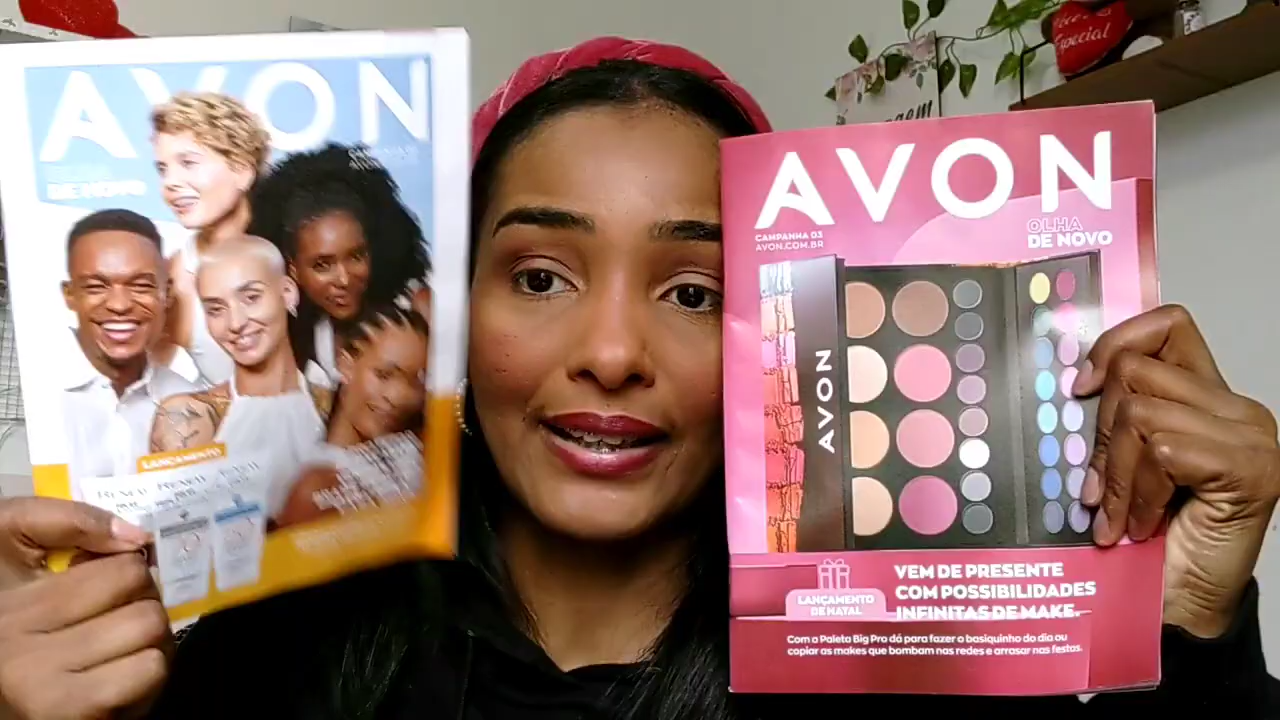 AVON
DE NOVO
LANÇAMENTO
AVON
CAMPANHA 03
AVON.COM.BR
OLHA
DE NOVO
AVON
LANÇAMENTO
DE NATAL
VEM DE PRESENTE
COM POSSIBILIDADES
INFINITAS DE MAKE.
Com a Paleta Big Pro dá para fazer o basiquinho do dia ou
copiar as makes que bombam nas redes e arrasar nas festas.
Especial